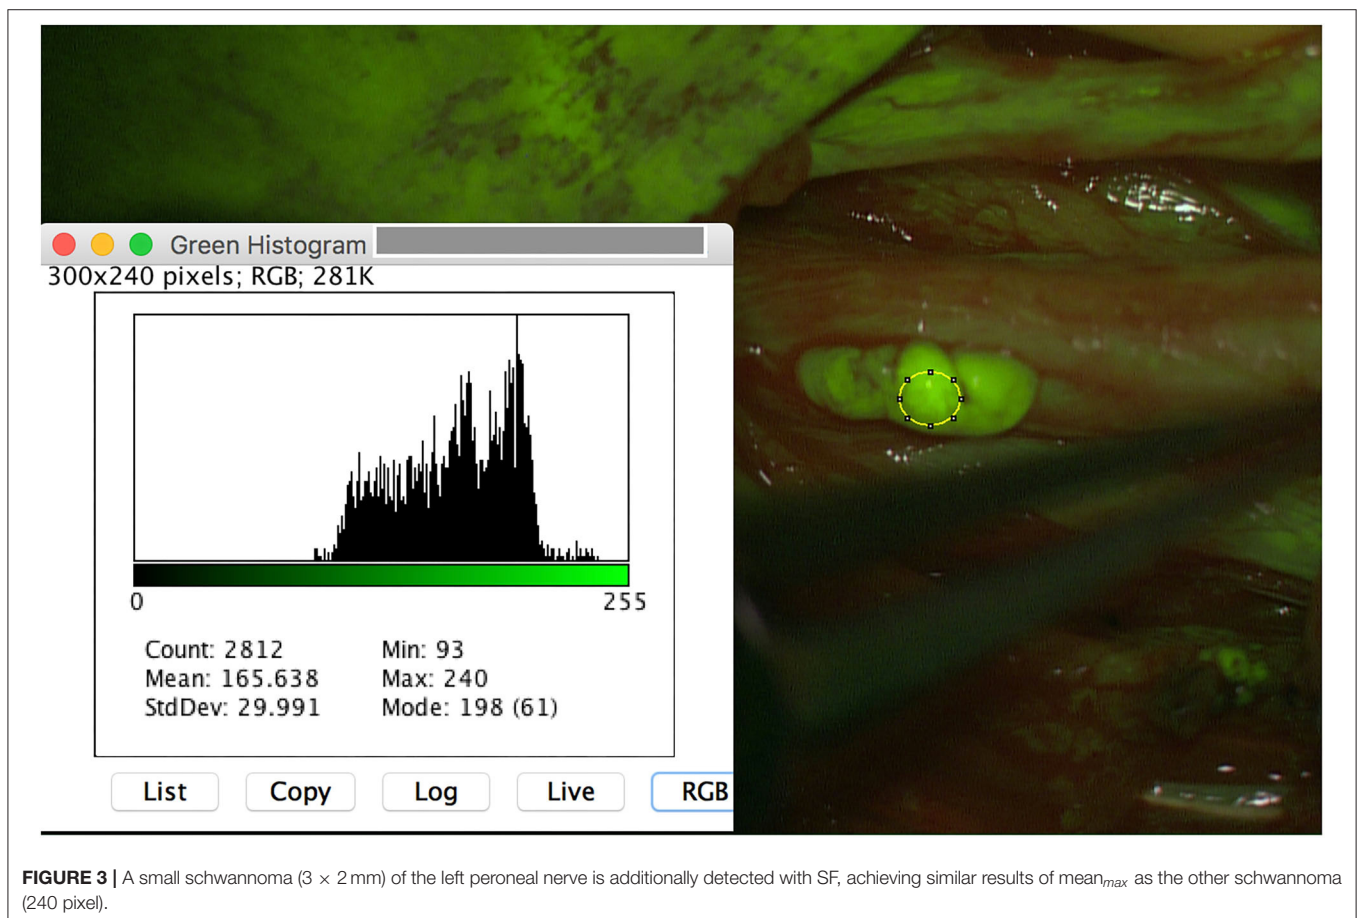 Green Histogram
300x240 pixels; RGB; 281K
0 255
Count: 2812 Min: 93
Mean: 165.638 Max: 240
StdDev: 29.991 Mode: 198 (61)
List Copy Log Live RGB
FIGURE 3 | A small schwannoma (3 × 2 mm) of the left peroneal nerve is additionally detected with SF, achieving similar results of meanmax as the other schwannoma
(240 pixel).